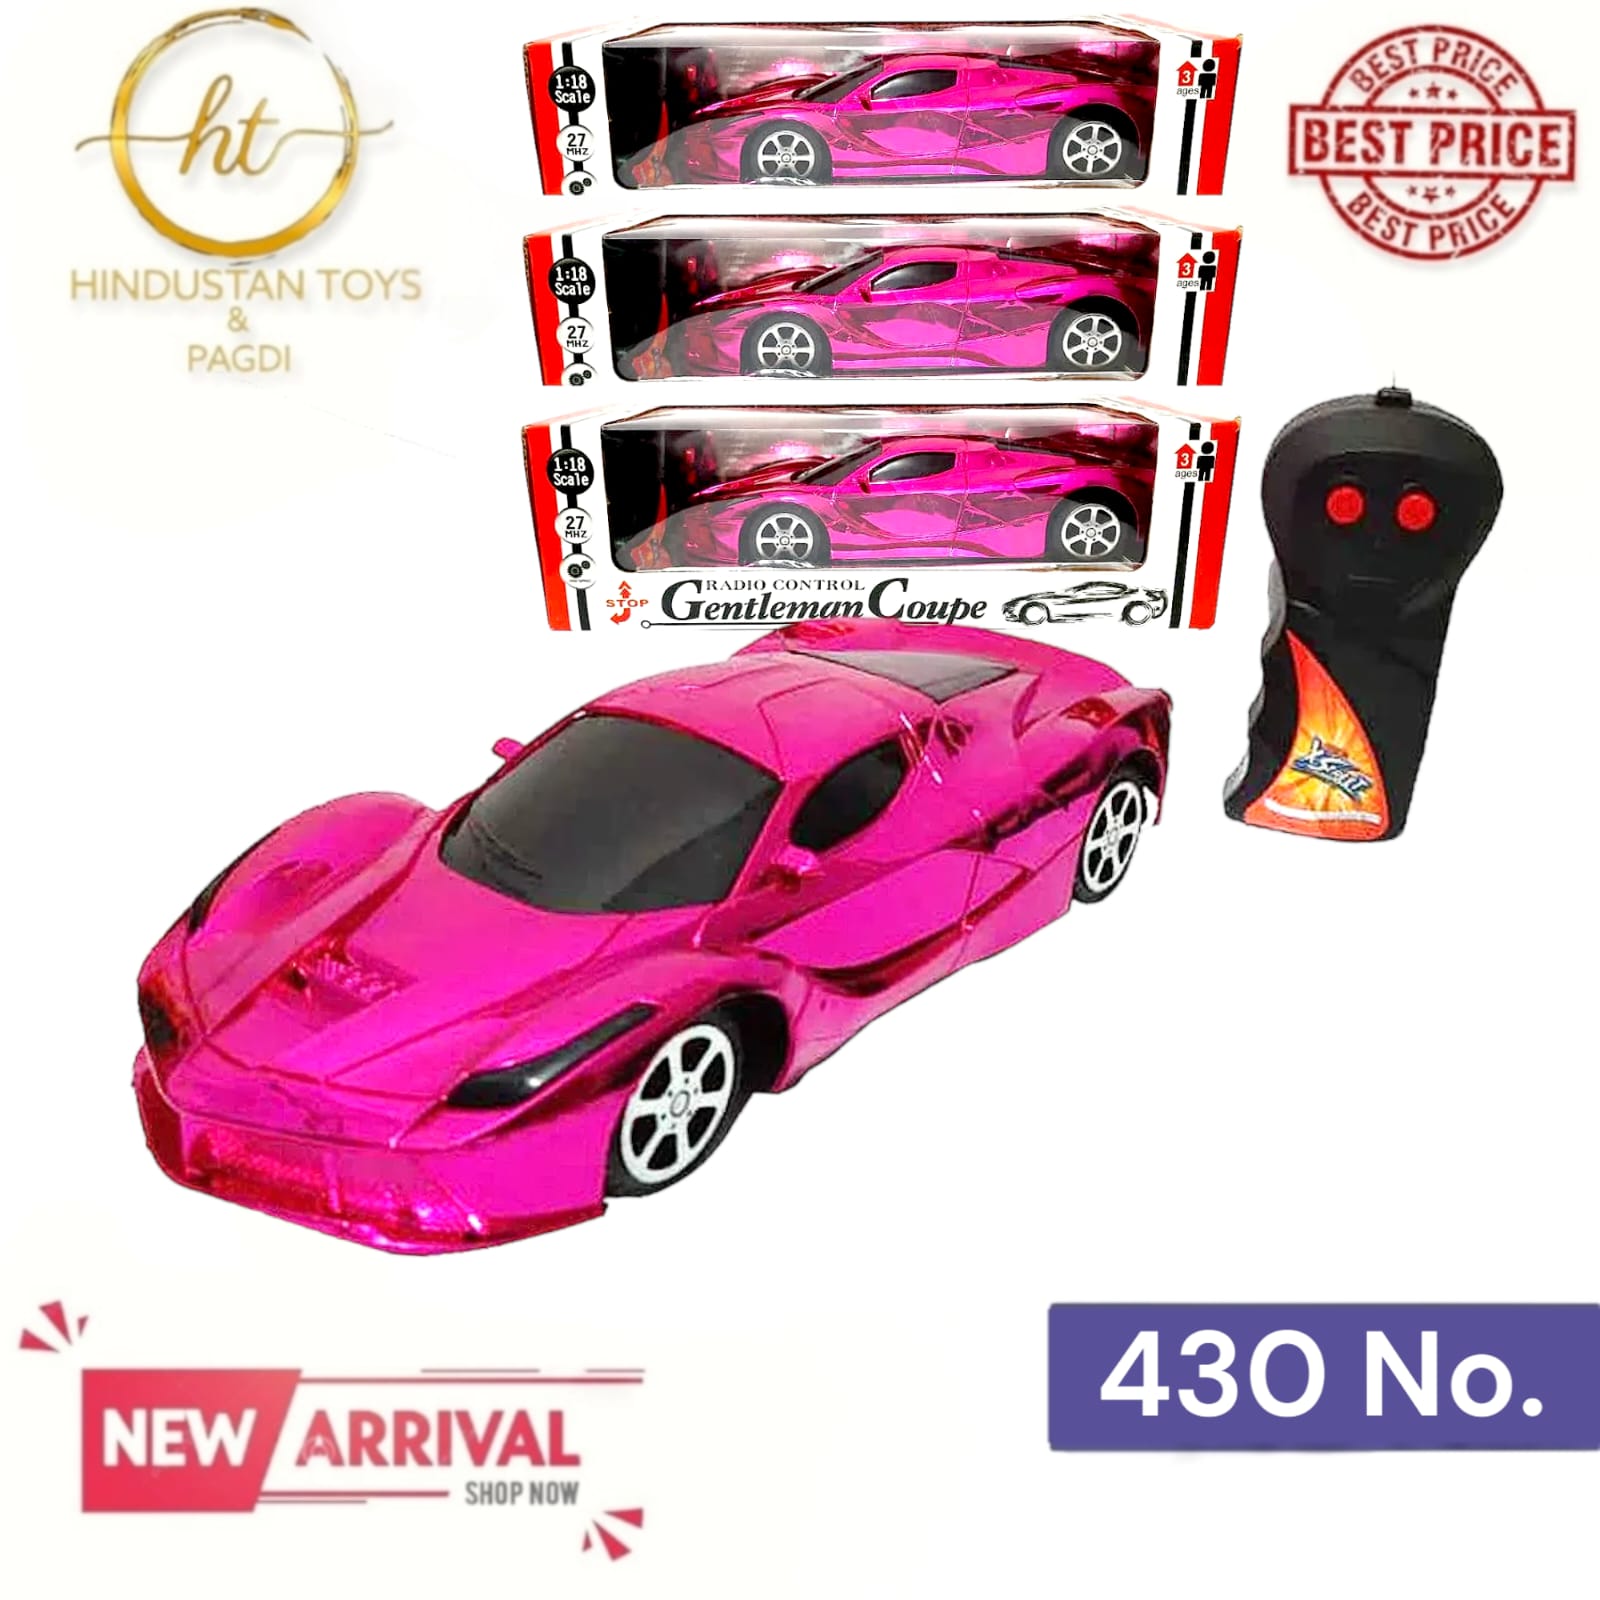 ht
HINDUSTAN TOYS
&
PAGDI
1:18
Scale
27
MHZ
3
ages
1:18
Scale
27
MHZ
3
ages
1:18
Scale
27
MHZ
3
ages
STOP
RADIO CONTROL
Gentleman Coupe
BEST PRICE
BEST PRICE
BEST PRICE
NEW ARRIVAL
SHOP NOW
430 No.